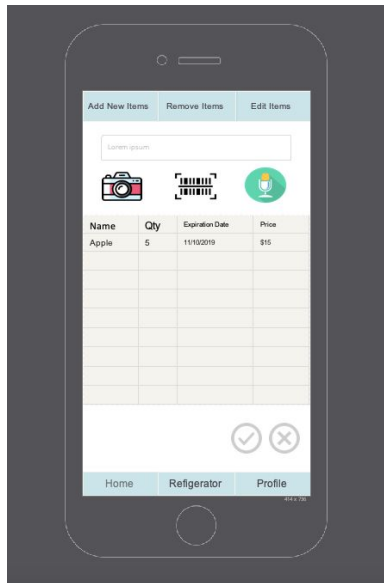 Add New Items Remove Items Edit Items
Lorem ipsum
Name Qty Expiration Date Price
Apple 5 11/10/2019 $15
Home Refigerator Profile
414 x 736